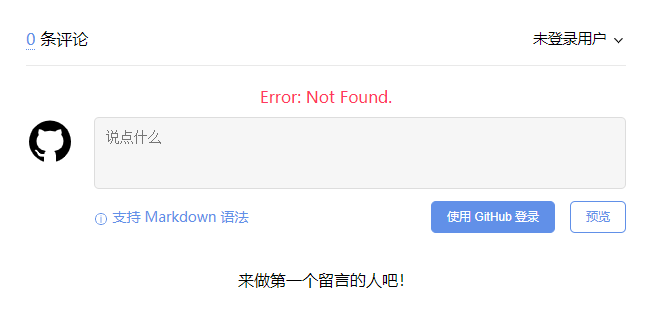 0 条评论 未登录用户
Error: Not Found.
说点什么
支持 Markdown 语法 使用 GitHub 登录 预览
来做第一个留言的人吧！